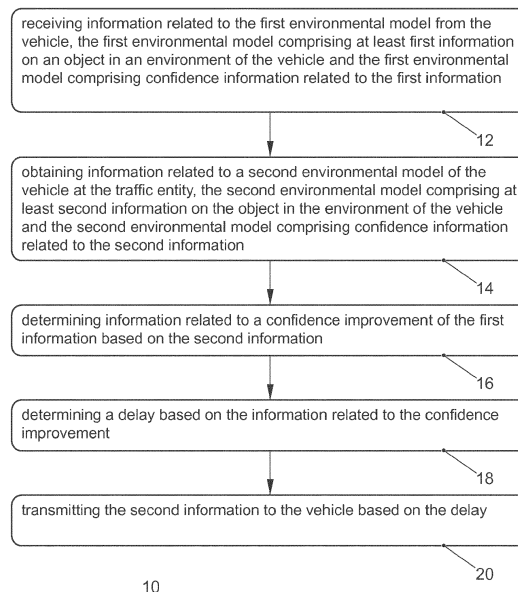 receiving information related to the first environmental model from the
vehicle, the first environmental model comprising at least first information
on an object in an environment of the vehicle and the first environmental
model comprising confidence information related to the first information
12
obtaining information related to a second environmental model of the
vehicle at the traffic entity, the second environmental model comprising at
least second information on the object in the environment of the vehicle
and the second environmental model comprising confidence information
related to the second information
14
determining information related to a confidence improvement of the first
information based on the second information
16
determining a delay based on the information related to the confidence
improvement
18
transmitting the second information to the vehicle based on the delay
20
10